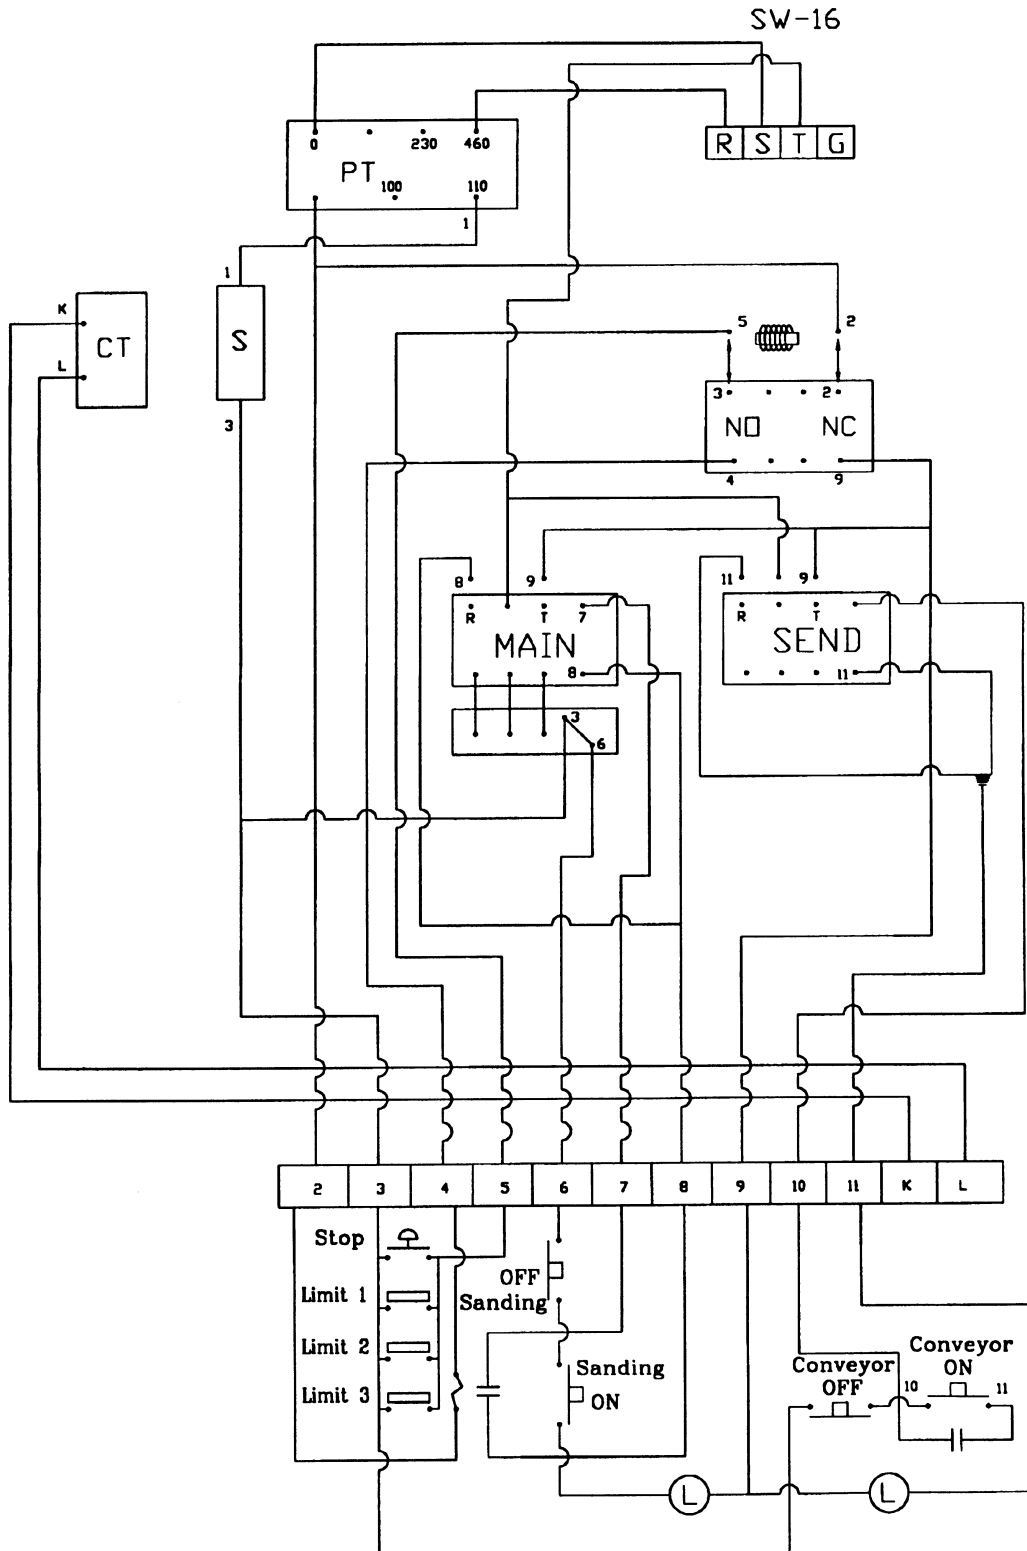 SW-16
0 230 460
PT
100 110
R S T G
1
1
K
CT
L
S
3
5 2
3 2
NO NC
4 9
8 9 11 9
R T 7 R T
MAIN SEND
8 11
3
6
2 3 4 5 6 7 8 9 10 11 K L
Stop
OFF
Sanding
Limit 1
Limit 2
Limit 3
Sanding
ON
Conveyor
OFF
Conveyor
ON
10 11
L L